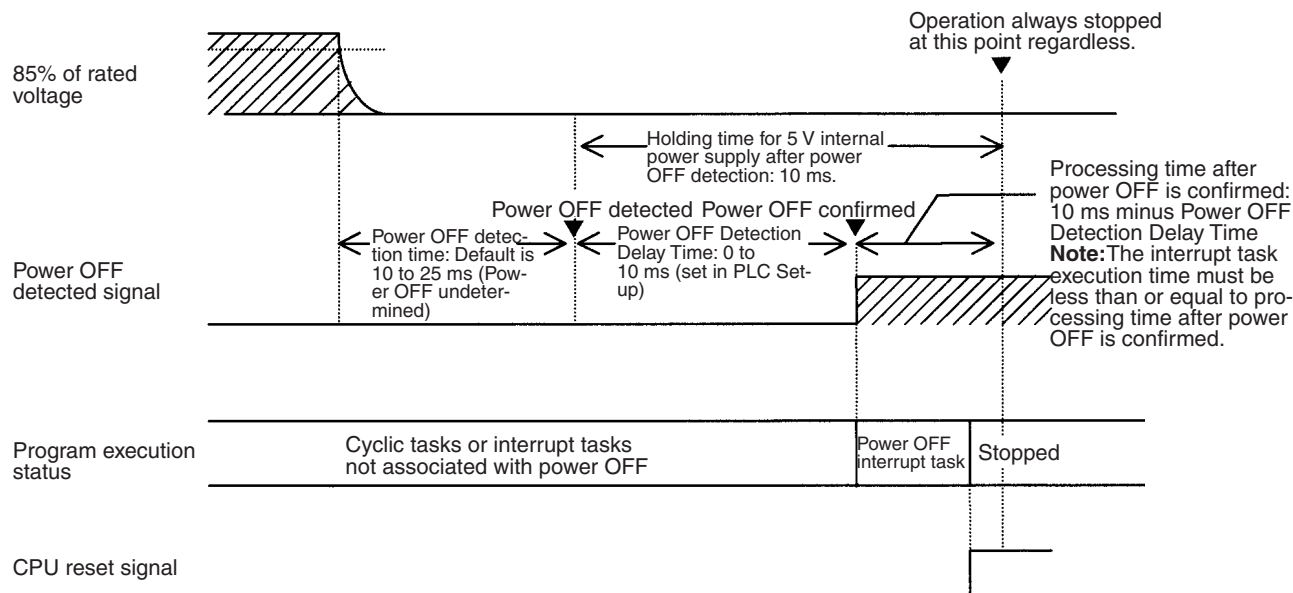 Operation always stopped
at this point regardless.
85% of rated
voltage
Holding time for 5 V internal
power supply after power
OFF detection: 10 ms.
Processing time after
power OFF is confirmed:
10 ms minus Power OFF
Detection Delay Time
Note:The interrupt task
execution time must be
less than or equal to pro-
cessing time after power
OFF is confirmed.
Power OFF detected
Power OFF confirmed
Power OFF detec-
tion time: Default is
10 to 25 ms (Pow-
er OFF undeter-
mined)
Power OFF Detection
Delay Time: 0 to
10 ms (set in PLC Set-
up)
Power OFF
detected signal
Program execution
status
Cyclic tasks or interrupt tasks
not associated with power OFF
Power OFF
interrupt task
Stopped
CPU reset signal